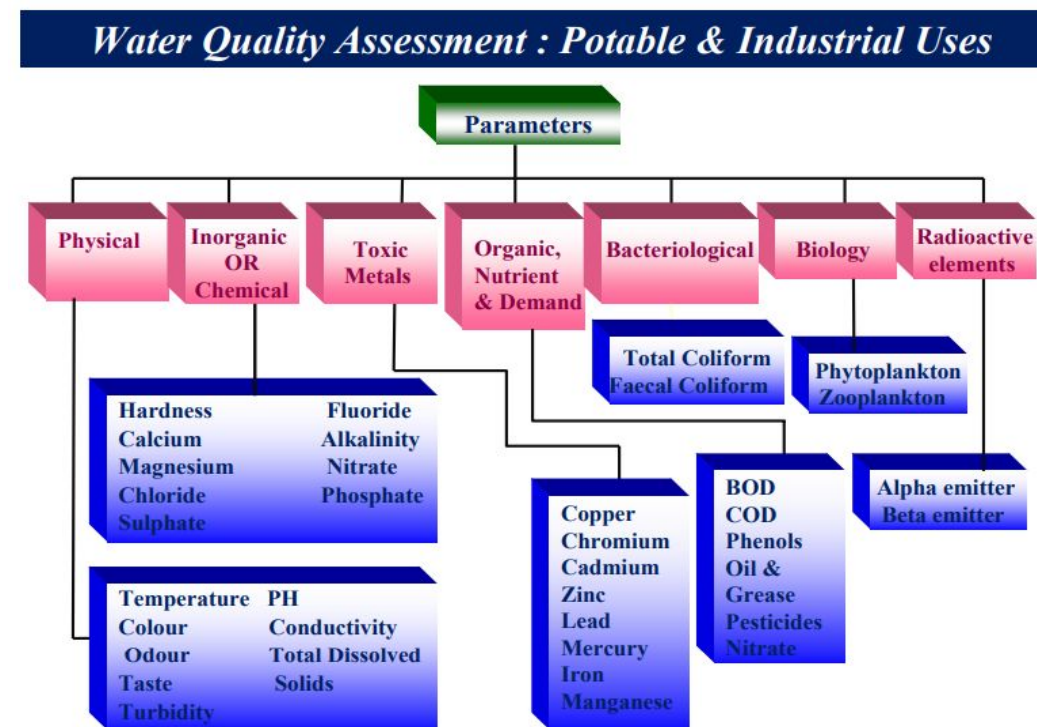 Water Quality Assessment : Potable & Industrial Uses
Parameters
Physical
Inorganic
OR
Chemical
Toxic
Metals
Organic,
Nutrient
& Demand
Bacteriological
Biology
Radioactive
elements
Total Coliform
Faecal Coliform
Phytoplankton
Zooplankton
Hardness Fluoride
Calcium Alkalinity
Magnesium Nitrate
Chloride Phosphate
Sulphate
Copper
Chromium
Cadmium
Zinc
Lead
Mercury
Iron
Manganese
BOD
COD
Phenols
Oil &
Grease
Pesticides
Nitrate
Alpha emitter
Beta emitter
Temperature PH
Colour Conductivity
Odour Total Dissolved
Taste Solids
Turbidity